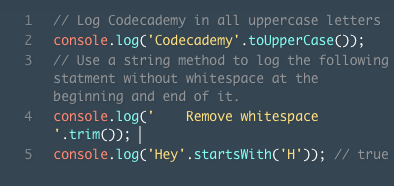 1 // Log Codecademy in all uppercase letters
2 console.log('Codecademy'.toUpperCase());
3 // Use a string method to log the following
statment without whitespace at the
beginning and end of it.
4 console.log('    Remove whitespace
'.trim());
5 console.log('Hey'.startsWith('H')); // true